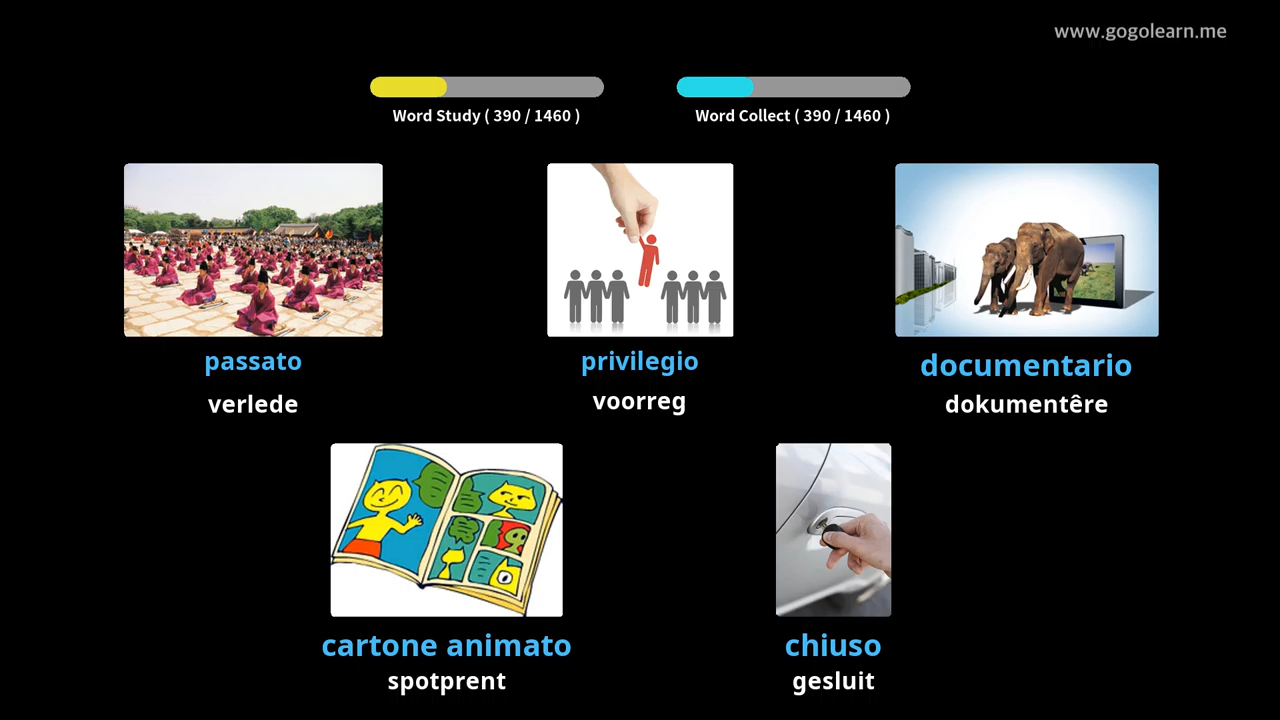 www.gogolearn.me
Word Study ( 390 / 1460 )
Word Collect ( 390 / 1460 )
passato
verlede
privilegio
voorreg
documentario
dokumentêre
cartone animato
spotprent
chiuso
gesluit